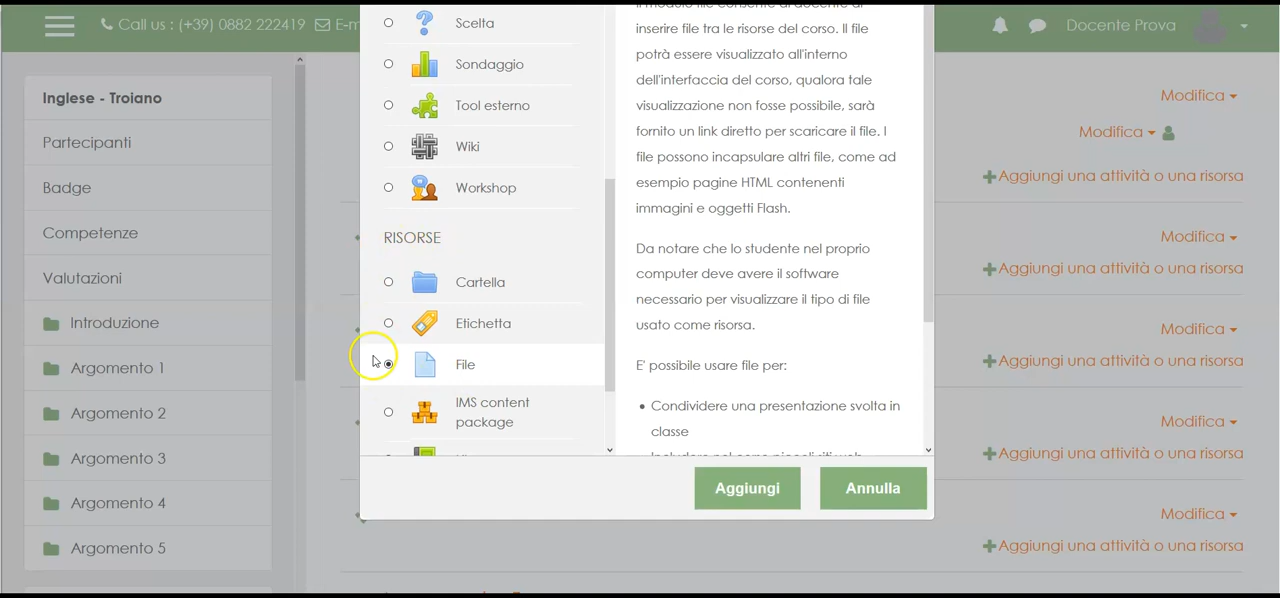 Call us : (+39) 0882 222419 E-m
Docente Prova
Inglese - Troiano
Partecipanti
Badge
Competenze
Valutazioni
Introduzione
Argomento 1
Argomento 2
Argomento 3
Argomento 4
Argomento 5
Scelta
Sondaggio
Tool esterno
Wiki
Workshop
RISORSE
Cartella
Etichetta
File
IMS content
package
inserire file tra le risorse del corso. Il file
potrà essere visualizzato all'interno
dell'interfaccia del corso, qualora tale
visualizzazione non fosse possibile, sarà
fornito un link diretto per scaricare il file. I
file possono incapsulare altri file, come ad
esempio pagine HTML contenenti
immagini e oggetti Flash.
Da notare che lo studente nel proprio
computer deve avere il software
necessario per visualizzare il tipo di file
usato come risorsa.
E' possibile usare file per:
Condividere una presentazione svolta in
classe
Aggiungi
Annulla
Modifica
Modifica
Aggiungi una attività o una risorsa
Modifica
Aggiungi una attività o una risorsa
Modifica
Aggiungi una attività o una risorsa
Modifica
Aggiungi una attività o una risorsa
Modifica
Aggiungi una attività o una risorsa